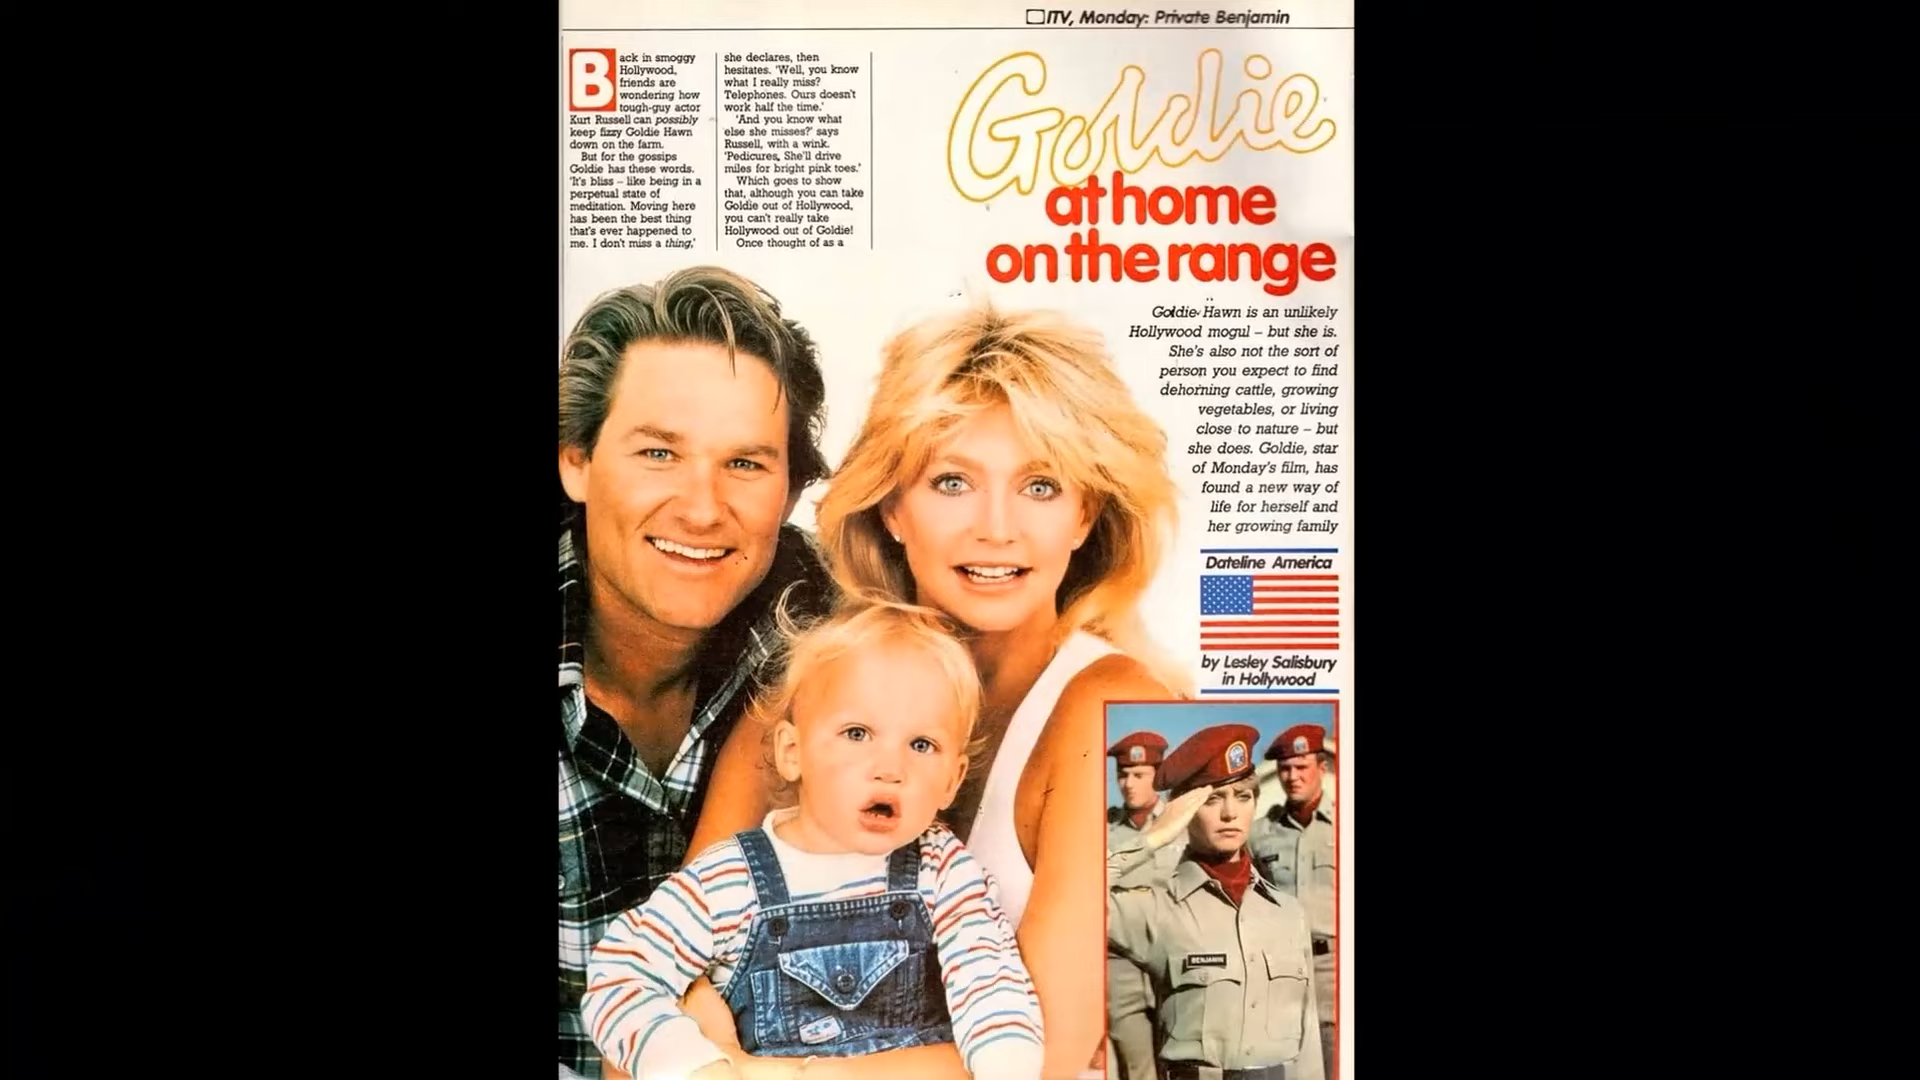 ITV, Monday: Private Benjamin
Back in smoggy
Hollywood,
friends are
wondering how
tough-guy actor
Kurt Russell can possibly
keep fizzy Goldie Hawn
down on the farm.
But for the gossips
Goldie has these words.
'It's bliss – like being in a
perpetual state of
meditation. Moving here
has been the best thing
that's ever happened to
me. I don't miss a thing,'
she declares, then
hesitates. 'Well, you know
what I really miss?
Telephones. Ours doesn't
work half the time.'
'And you know what
else she misses?' says
Russell, with a wink.
'Pedicures, She'll drive
miles for bright pink toes.'
Which goes to show
that, although you can take
Goldie out of Hollywood,
you can't really take
Hollywood out of Goldie!
Once thought of as a
Goldie
at home
on the range
Goldie Hawn is an unlikely
Hollywood mogul – but she is.
She's also not the sort of
person you expect to find
dehorning cattle, growing
vegetables, or living
close to nature – but
she does. Goldie, star
of Monday's film, has
found a new way of
life for herself and
her growing family
Dateline America
by Lesley Salisbury
in Hollywood
BENJAMIN